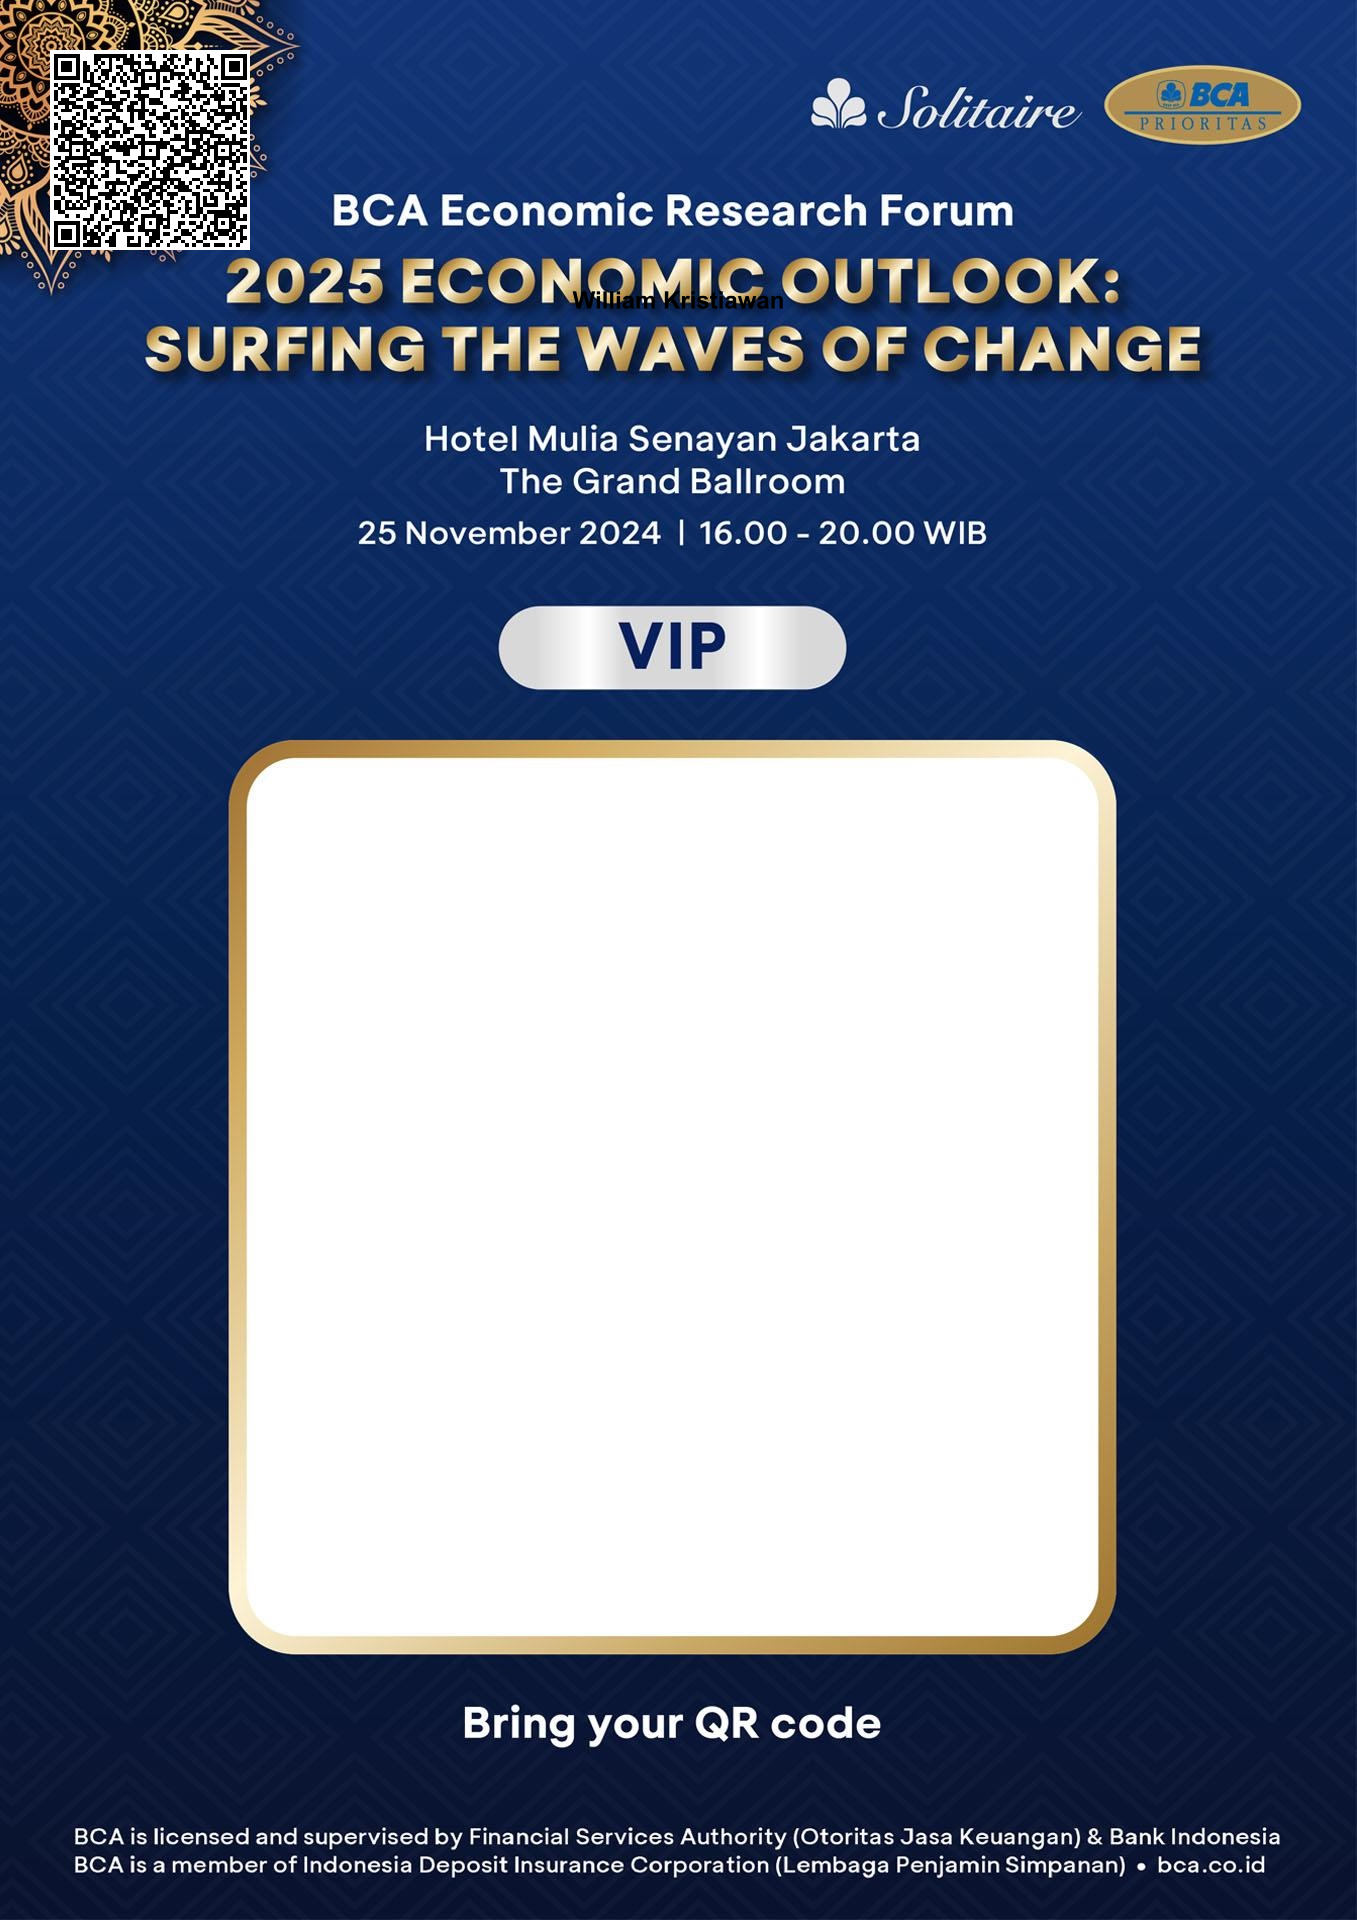 Solitaire
BCA
PRIORITAS
BCA Economic Research Forum
2025 ECONOMIC OUTLOOK:
William Kristiawan
SURFING THE WAVES OF CHANGE
Hotel Mulia Senayan Jakarta
The Grand Ballroom
25 November 2024 | 16.00 - 20.00 WIB
VIP
Bring your QR code
BCA is licensed and supervised by Financial Services Authority (Otoritas Jasa Keuangan) & Bank Indonesia
BCA is a member of Indonesia Deposit Insurance Corporation (Lembaga Penjamin Simpanan) • bca.co.id